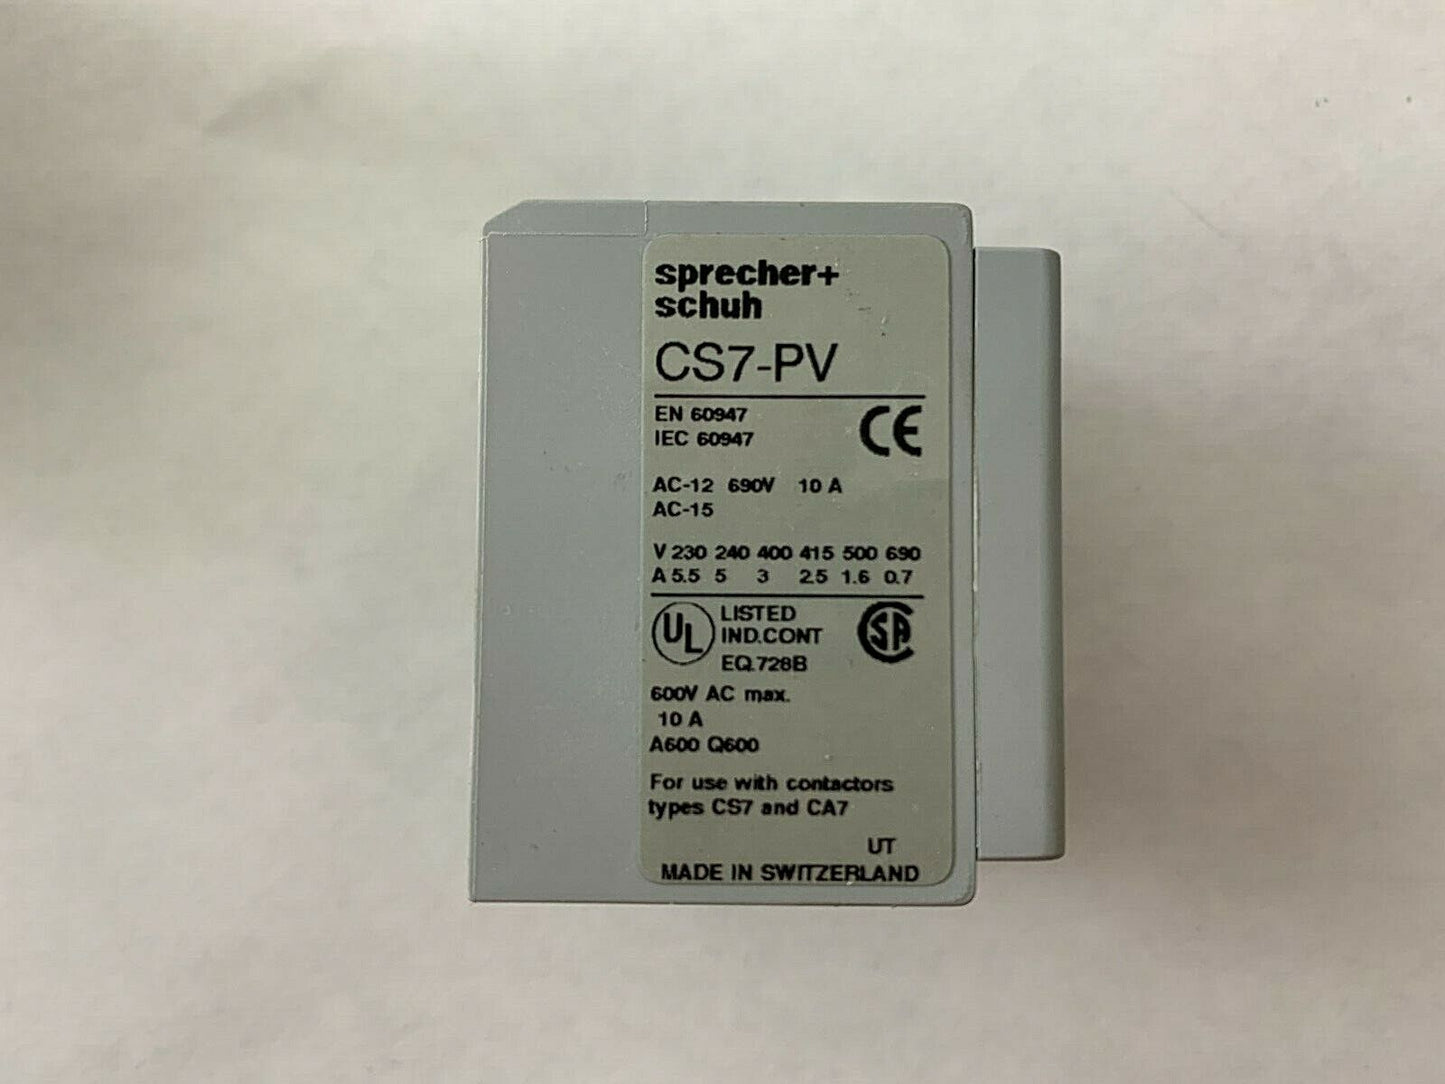 sprecher+
schuh
CS7-PV
EN 60947
IEC 60947
CE
AC-12 690V 10 A
AC-15
V 230 240 400 415 500 690
A 5.5 5 3 2.5 1.6 0.7
UL LISTED
IND.CONT
EQ.728B
SA
600V AC max.
10 A
A600 Q600
For use with contactors
types CS7 and CA7
UT
MADE IN SWITZERLAND